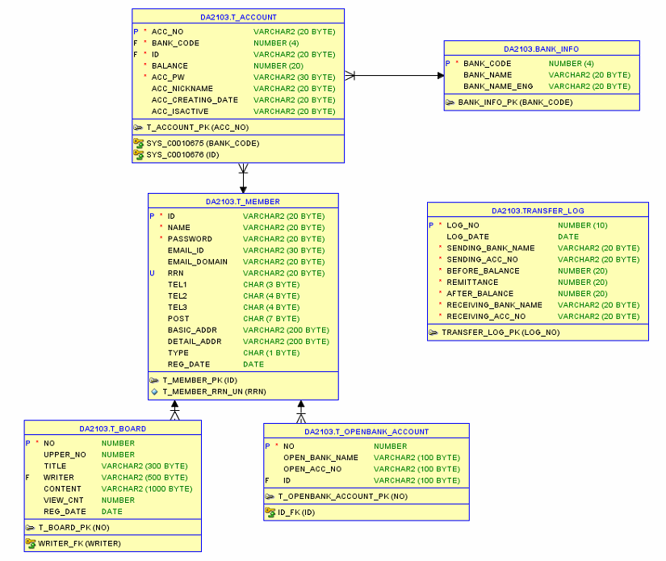 DA2103.T_ACCOUNT
P * ACC_NO VARCHAR2 (20 BYTE)
F * BANK_CODE NUMBER (4)
F * ID VARCHAR2 (20 BYTE)
* BALANCE NUMBER (20)
* ACC_PW VARCHAR2 (30 BYTE)
ACC_NICKNAME VARCHAR2 (20 BYTE)
ACC_CREATING_DATE VARCHAR2 (20 BYTE)
ACC_ISACTIVE VARCHAR2 (20 BYTE)
T_ACCOUNT_PK (ACC_NO)
SYS_C0010675 (BANK_CODE)
SYS_C0010676 (ID)
DA2103.BANK_INFO
P * BANK_CODE NUMBER (4)
BANK_NAME VARCHAR2 (20 BYTE)
BANK_NAME_ENG VARCHAR2 (20 BYTE)
BANK_INFO_PK (BANK_CODE)
DA2103.T_MEMBER
P * ID VARCHAR2 (20 BYTE)
* NAME VARCHAR2 (20 BYTE)
* PASSWORD VARCHAR2 (20 BYTE)
EMAIL_ID VARCHAR2 (30 BYTE)
EMAIL_DOMAIN VARCHAR2 (20 BYTE)
U RRN VARCHAR2 (20 BYTE)
TEL1 CHAR (3 BYTE)
TEL2 CHAR (4 BYTE)
TEL3 CHAR (4 BYTE)
POST CHAR (7 BYTE)
BASIC_ADDR VARCHAR2 (200 BYTE)
DETAIL_ADDR VARCHAR2 (200 BYTE)
TYPE CHAR (1 BYTE)
REG_DATE DATE
T_MEMBER_PK (ID)
T_MEMBER_RRN_UN (RRN)
DA2103.TRANSFER_LOG
P * LOG_NO NUMBER (10)
LOG_DATE DATE
* SENDING_BANK_NAME VARCHAR2 (20 BYTE)
* SENDING_ACC_NO VARCHAR2 (20 BYTE)
* BEFORE_BALANCE NUMBER (20)
* REMITTANCE NUMBER (20)
* AFTER_BALANCE NUMBER (20)
* RECEIVING_BANK_NAME VARCHAR2 (20 BYTE)
* RECEIVING_ACC_NO VARCHAR2 (20 BYTE)
TRANSFER_LOG_PK (LOG_NO)
DA2103.T_BOARD
P * NO NUMBER
UPPER_NO NUMBER
TITLE VARCHAR2 (300 BYTE)
F WRITER VARCHAR2 (500 BYTE)
CONTENT VARCHAR2 (1000 BYTE)
VIEW_CNT NUMBER
REG_DATE DATE
T_BOARD_PK (NO)
WRITER_FK (WRITER)
DA2103.T_OPENBANK_ACCOUNT
P * NO NUMBER
OPEN_BANK_NAME VARCHAR2 (100 BYTE)
OPEN_ACC_NO VARCHAR2 (100 BYTE)
F ID VARCHAR2 (100 BYTE)
T_OPENBANK_ACCOUNT_PK (NO)
ID_FK (ID)